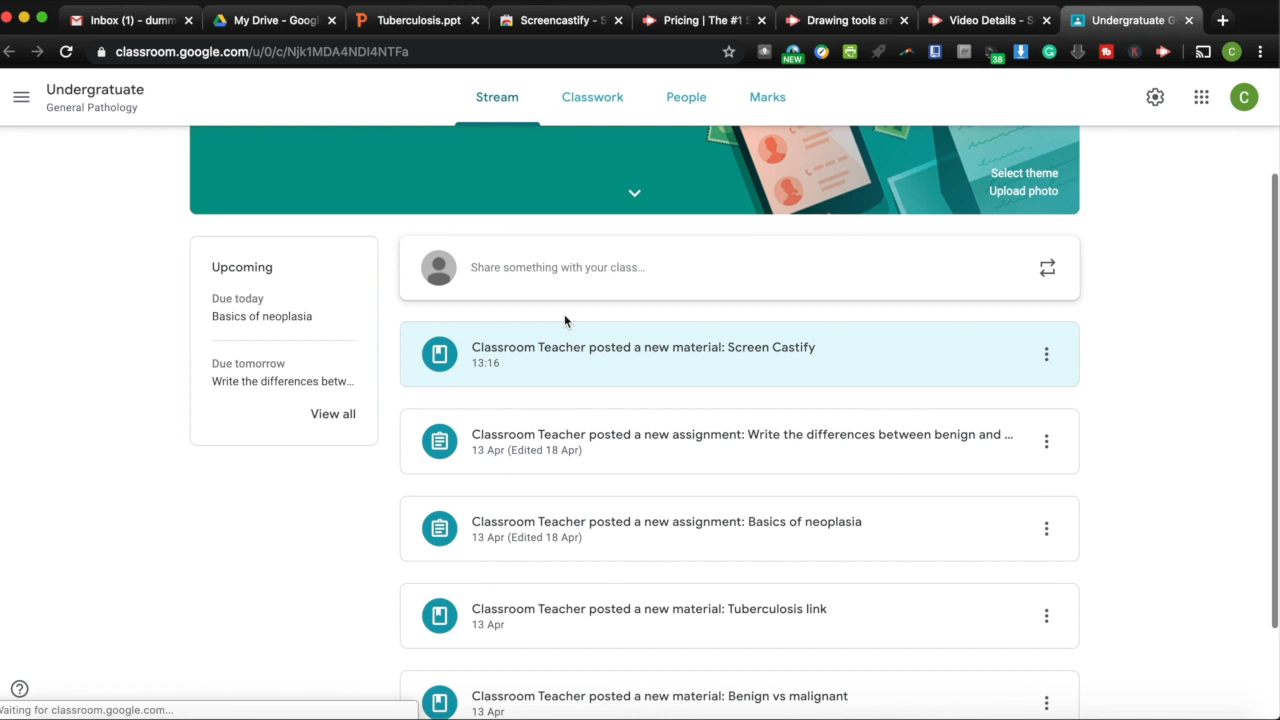 Inbox (1) - dumm
My Drive - Googl
Tuberculosis.ppt
Screencastify - S
Pricing | The #1 S
Drawing tools are
Video Details - S
Undergraduate G
classroom.google.com/u/0/c/Njk1MDA4NDI4NTFa
NEW
38
C
Undergraduate
General Pathology
Stream
Classwork
People
Marks
C
Select theme
Upload photo
Upcoming
Due today
Basics of neoplasia
Due tomorrow
Write the differences betw...
View all
Share something with your class...
Classroom Teacher posted a new material: Screen Castify
13:16
Classroom Teacher posted a new assignment: Write the differences between benign and ...
13 Apr (Edited 18 Apr)
Classroom Teacher posted a new assignment: Basics of neoplasia
13 Apr (Edited 18 Apr)
Classroom Teacher posted a new material: Tuberculosis link
13 Apr
Classroom Teacher posted a new material: Benign vs malignant
13 Apr
Waiting for classroom.google.com...